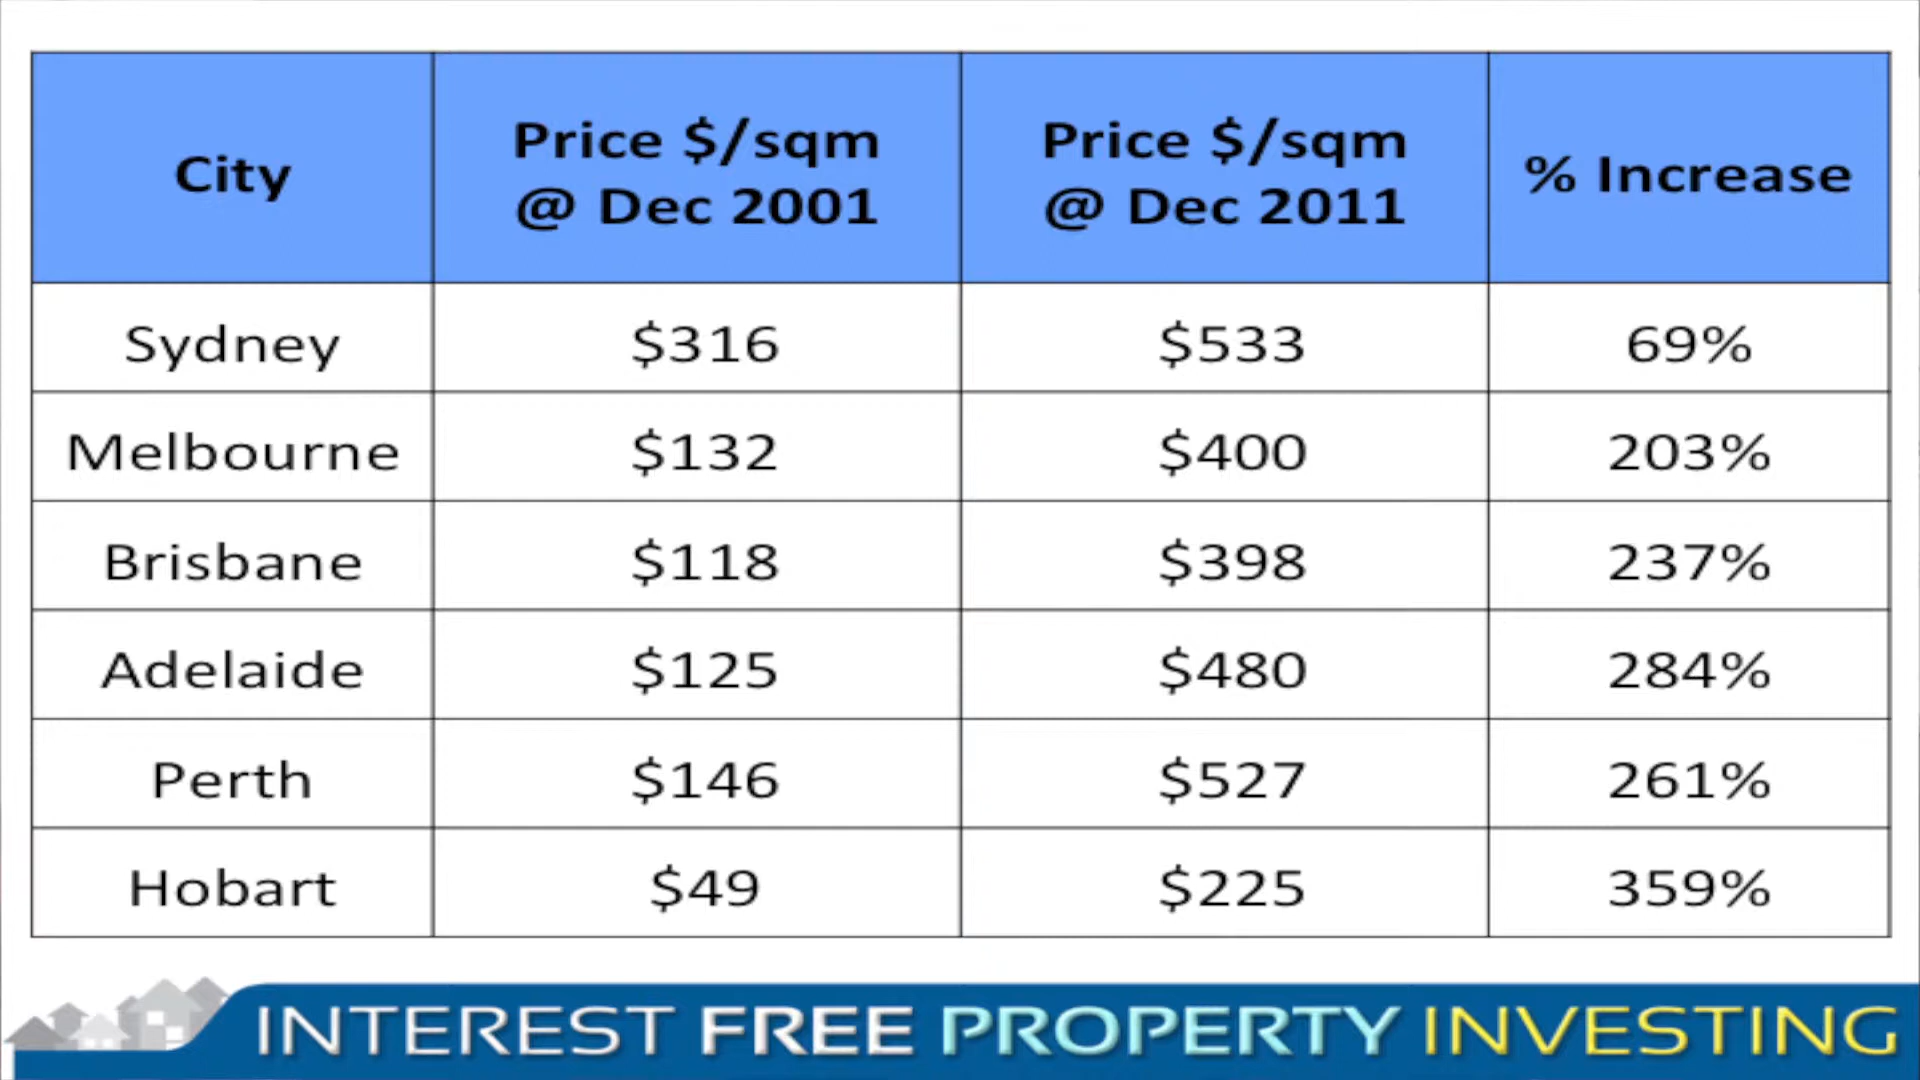 City
Price $/sqm
@ Dec 2001
Price $/sqm
@ Dec 2011
% Increase
Sydney $316 $533 69%
Melbourne $132 $400 203%
Brisbane $118 $398 237%
Adelaide $125 $480 284%
Perth $146 $527 261%
Hobart $49 $225 359%
INTEREST FREE PROPERTY INVESTING